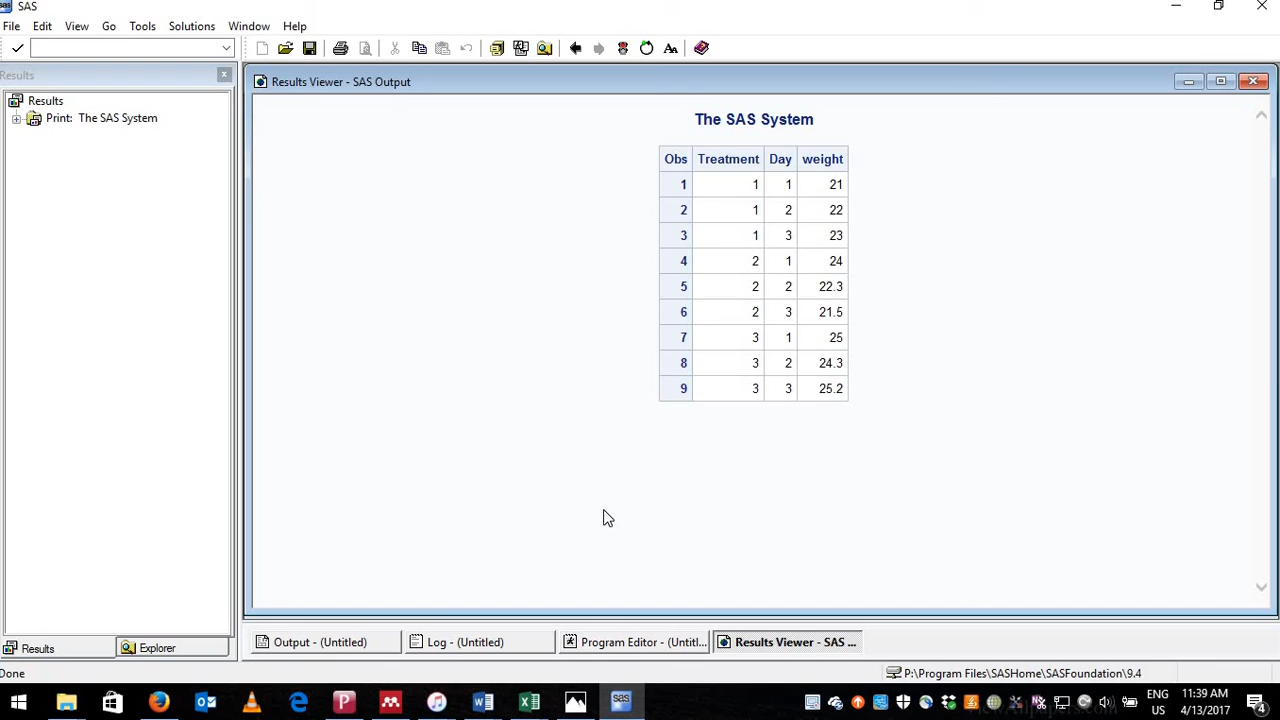 SAS
File Edit View Go Tools Solutions Window Help
Results
Results Viewer - SAS Output
Results
Print: The SAS System
The SAS System
Obs Treatment Day weight
1 1 1 21
2 1 2 22
3 1 3 23
4 2 1 24
5 2 2 22.3
6 2 3 21.5
7 3 1 25
8 3 2 24.3
9 3 3 25.2
Results Explorer
Output - (Untitled) Log - (Untitled) Program Editor - (Untitl... Results Viewer - SAS ...
Done P:\Program Files\SASHome\SASFoundation\9.4
ENG 11:39 AM
US 4/13/2017